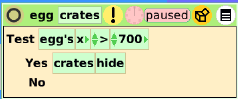 egg crates ! paused
Test egg's x > 700
Yes crates hide
No